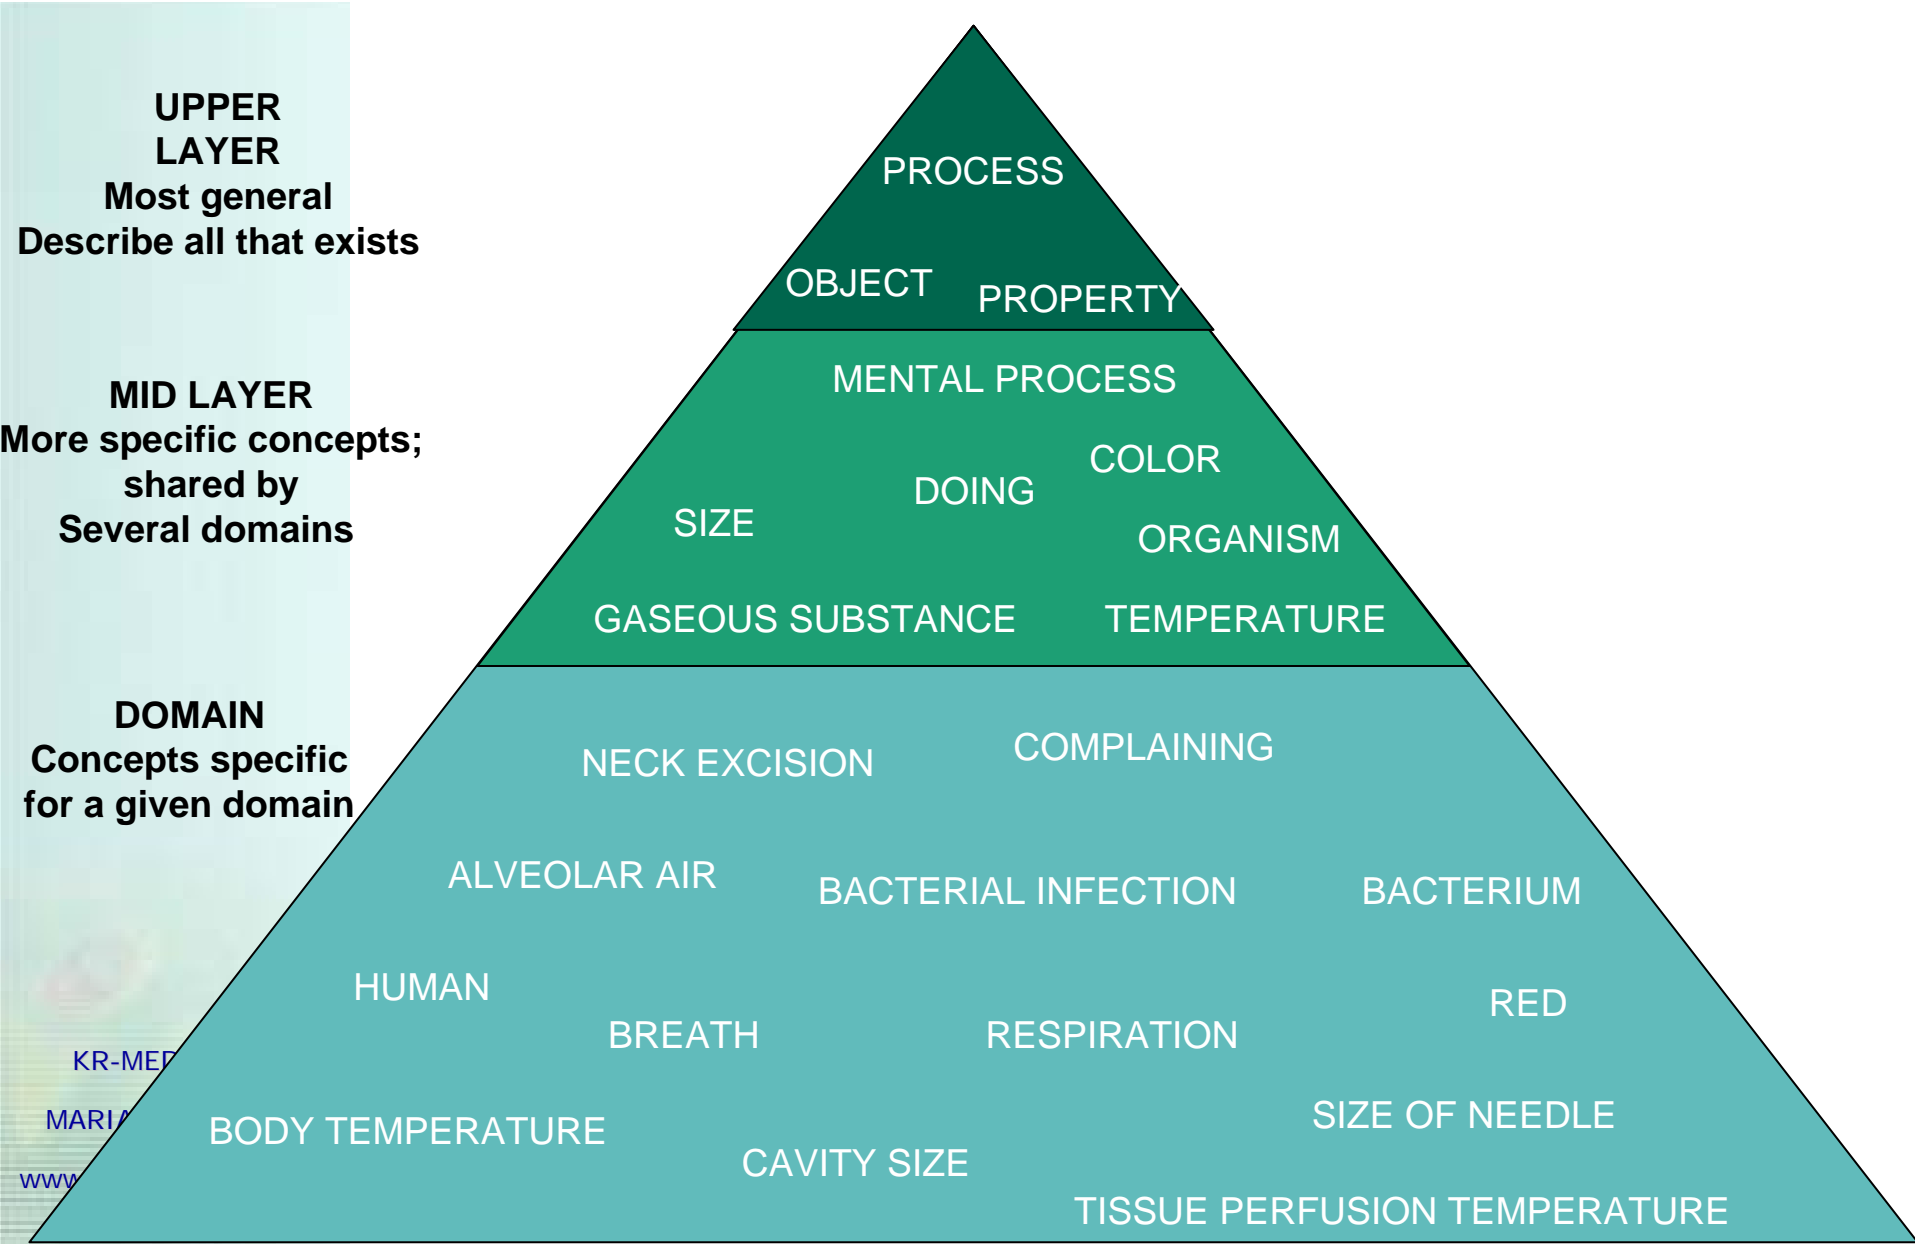 UPPER
LAYER
Most general
Describe all that exists
PROCESS
OBJECT
PROPERTY
MID LAYER
More specific concepts;
shared by
Several domains
MENTAL PROCESS
COLOR
DOING
SIZE
ORGANISM
GASEOUS SUBSTANCE
TEMPERATURE
DOMAIN
Concepts specific
for a given domain
NECK EXCISION
COMPLAINING
ALVEOLAR AIR
BACTERIAL INFECTION
BACTERIUM
HUMAN
RED
BREATH
RESPIRATION
KR-MED
SIZE OF NEEDLE
BODY TEMPERATURE
CAVITY SIZE
www
TISSUE PERFUSION TEMPERATURE